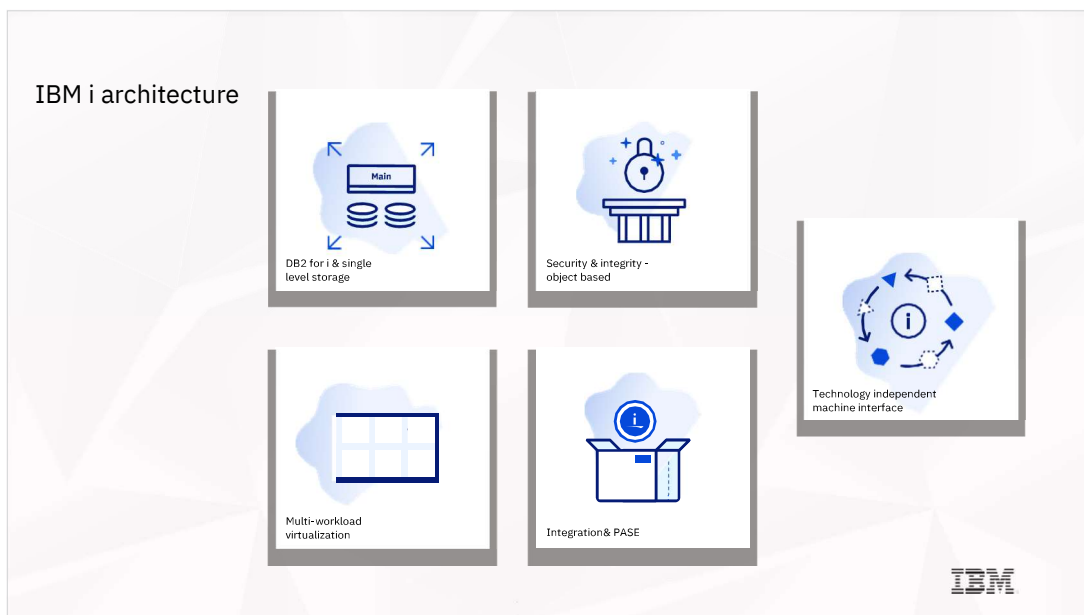 IBM i architecture
Main
DB2 for i & single
level storage
Security & integrity -
object based
i
Technology independent
machine interface
Multi-workload
virtualization
i
Integration& PASE
IBM